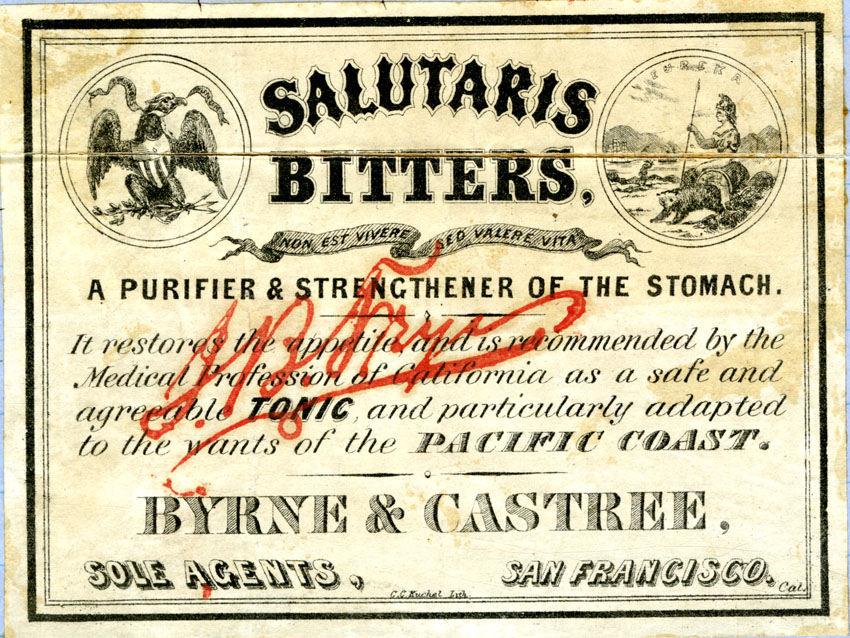 SALUTARIS
EUREKA
BITTERS,
NON EST VIVERE SED VALERE VITA
A PURIFIER & STRENGTHENER OF THE STOMACH.
It restores the appetite and is recommended by the
Medical Profession of California as a safe and
agreeable TONIC, and particularly adapted
to the wants of the PACIFIC COAST.
BYRNE & CASTREE,
SOLE AGENTS, SAN FRANCISCO. Cal.
C.C. Kuchel Lith.